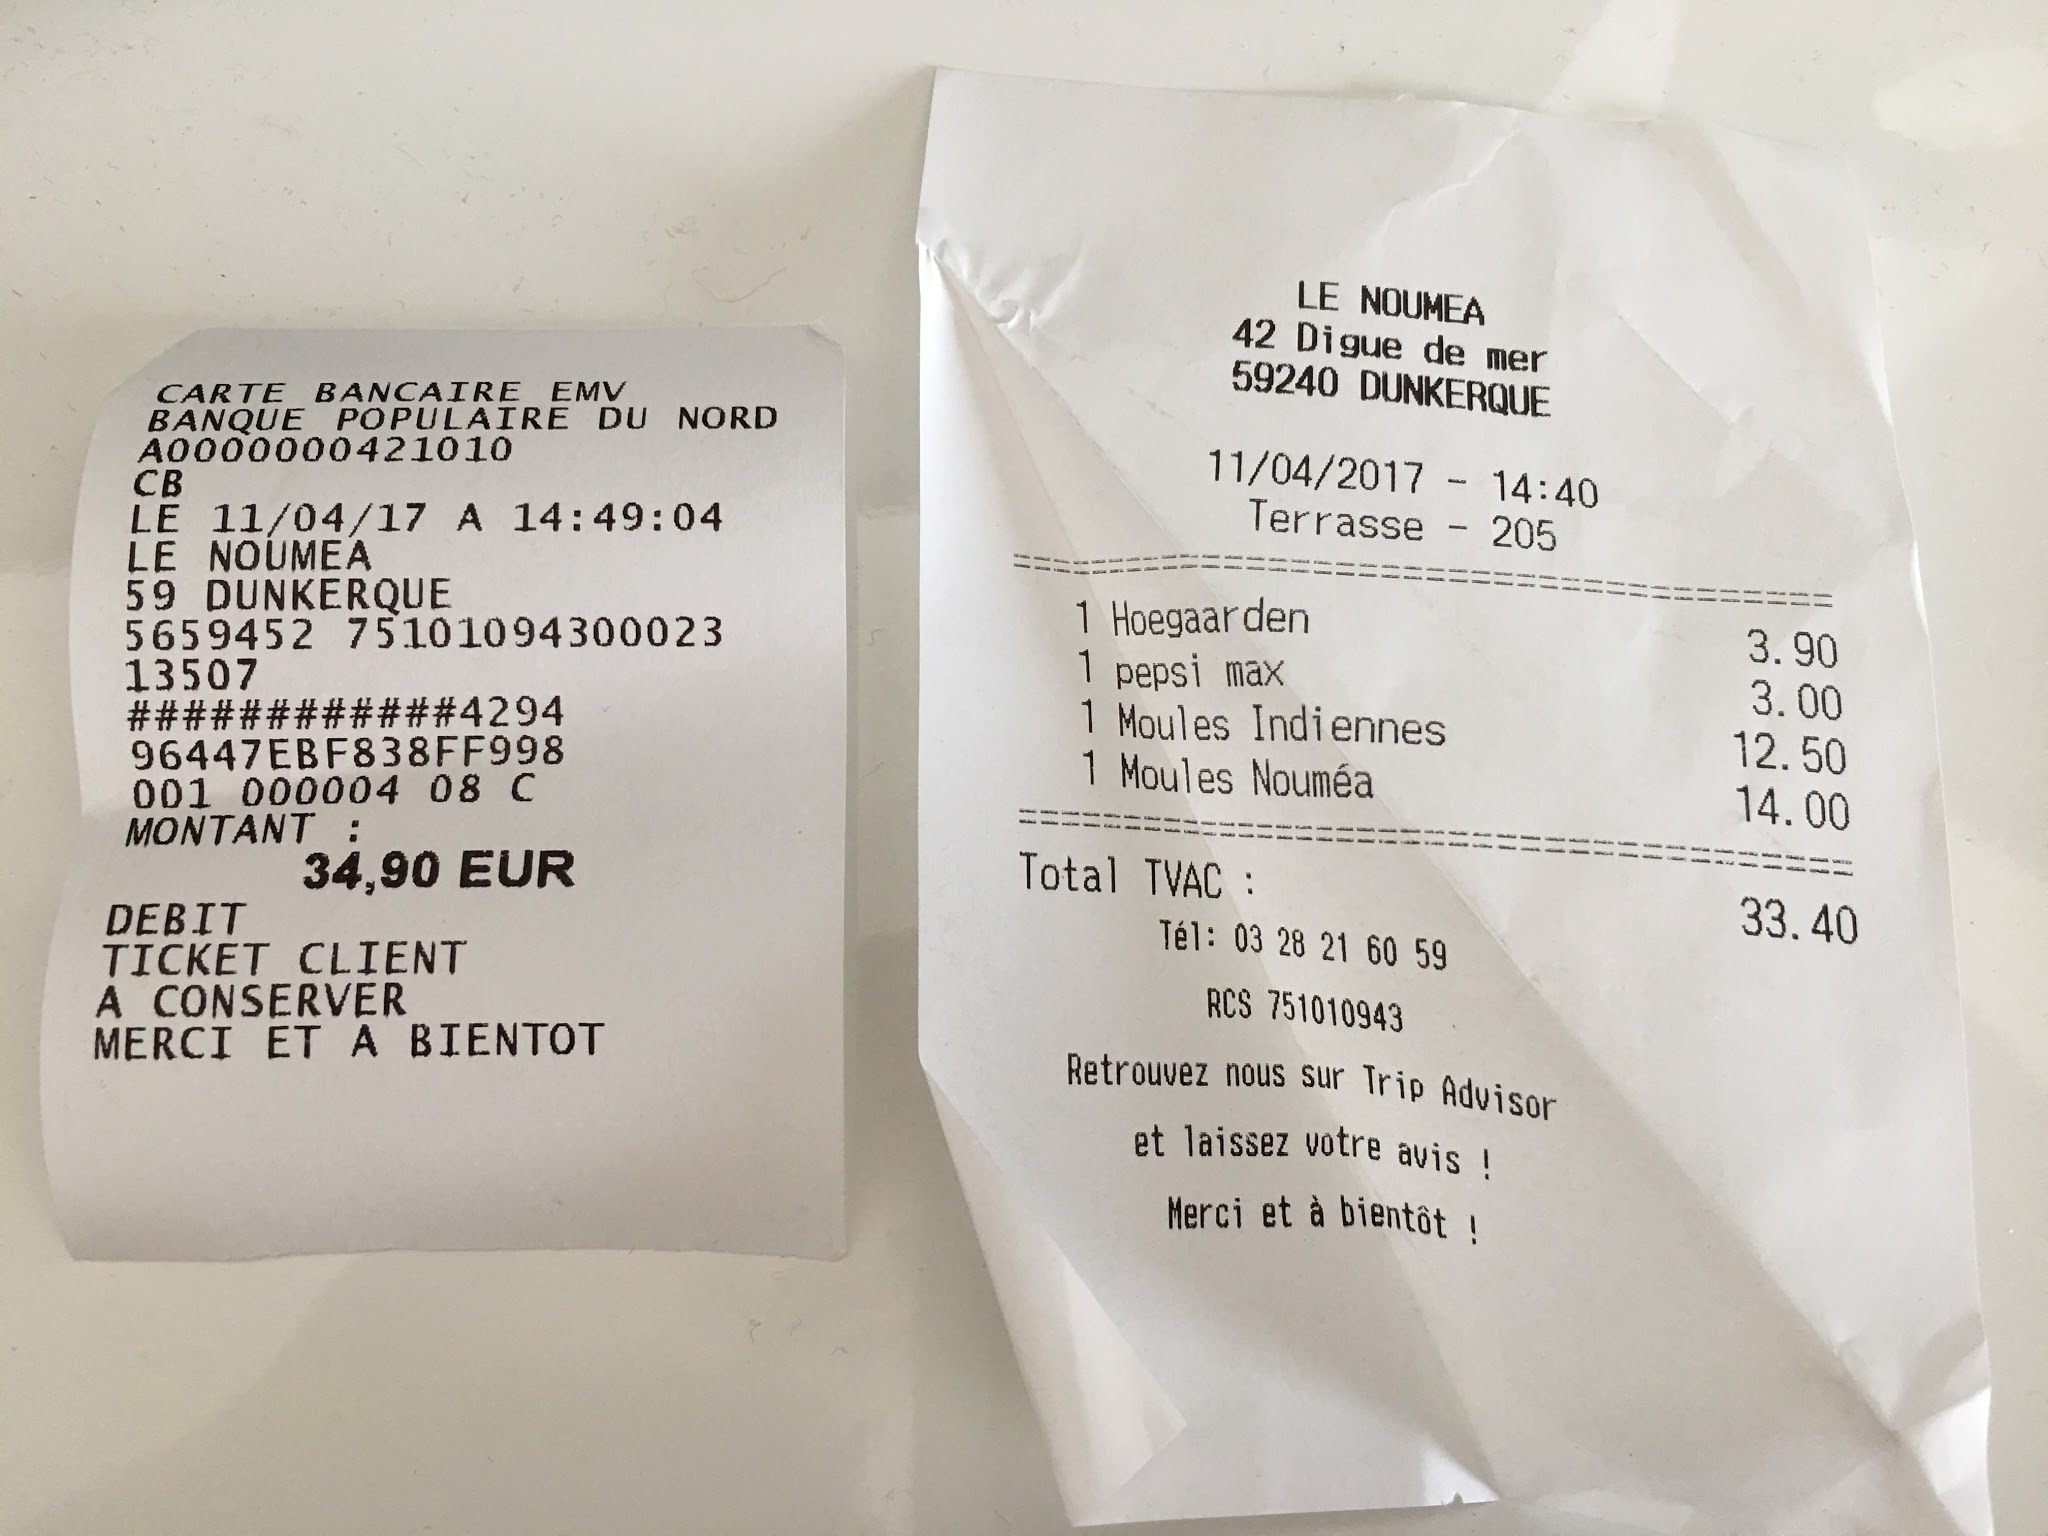 CARTE BANCAIRE EMV
BANQUE POPULAIRE DU NORD
A0000000421010
CB
LE 11/04/17 A 14:49:04
LE NOUMEA
59 DUNKERQUE
5659452 75101094300023
13507
############4294
96447EBF838FF998
001 000004 08 C
MONTANT :
34,90 EUR
DEBIT
TICKET CLIENT
A CONSERVER
MERCI ET A BIENTOT
LE NOUMEA
42 Digue de mer
59240 DUNKERQUE
11/04/2017 - 14:40
Terrasse - 205
================================
1 Hoegaarden 3.90
1 pepsi max 3.00
1 Moules Indiennes 12.50
1 Moules Nouméa 14.00
================================
Total TVAC : 33.40
Tél: 03 28 21 60 59
RCS 751010943
Retrouvez nous sur Trip Advisor
et laissez votre avis !
Merci et à bientôt !